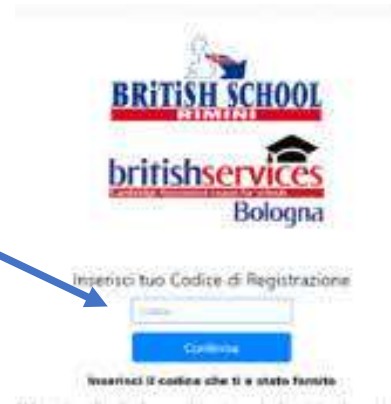 BRiTiSH SCHOOL
RIMINI
britishservices
Bologna
Inserisci tuo Codice di Registrazione
Codice
Conferma
Inserisci il codice che ti è stato fornito